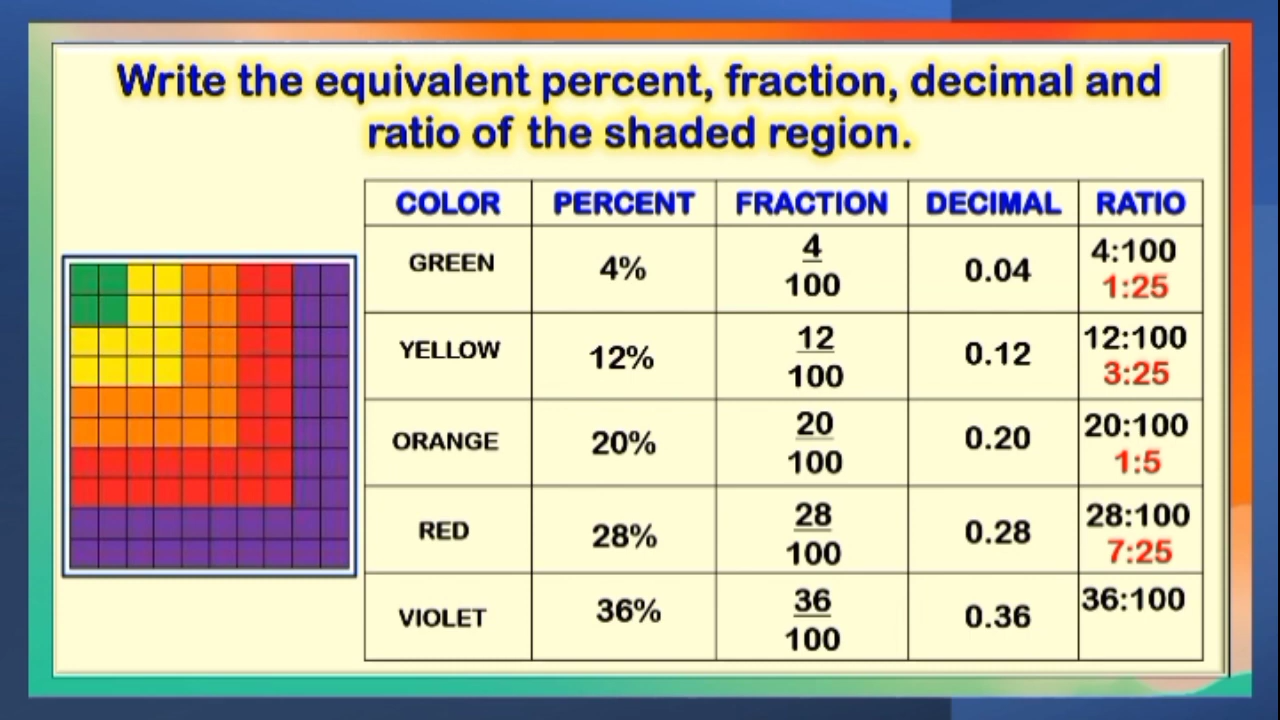 Write the equivalent percent, fraction, decimal and
ratio of the shaded region.
COLOR PERCENT FRACTION DECIMAL RATIO
GREEN 4% 4/100 0.04 4:100
1:25
YELLOW 12% 12/100 0.12 12:100
3:25
ORANGE 20% 20/100 0.20 20:100
1:5
RED 28% 28/100 0.28 28:100
7:25
VIOLET 36% 36/100 0.36 36:100